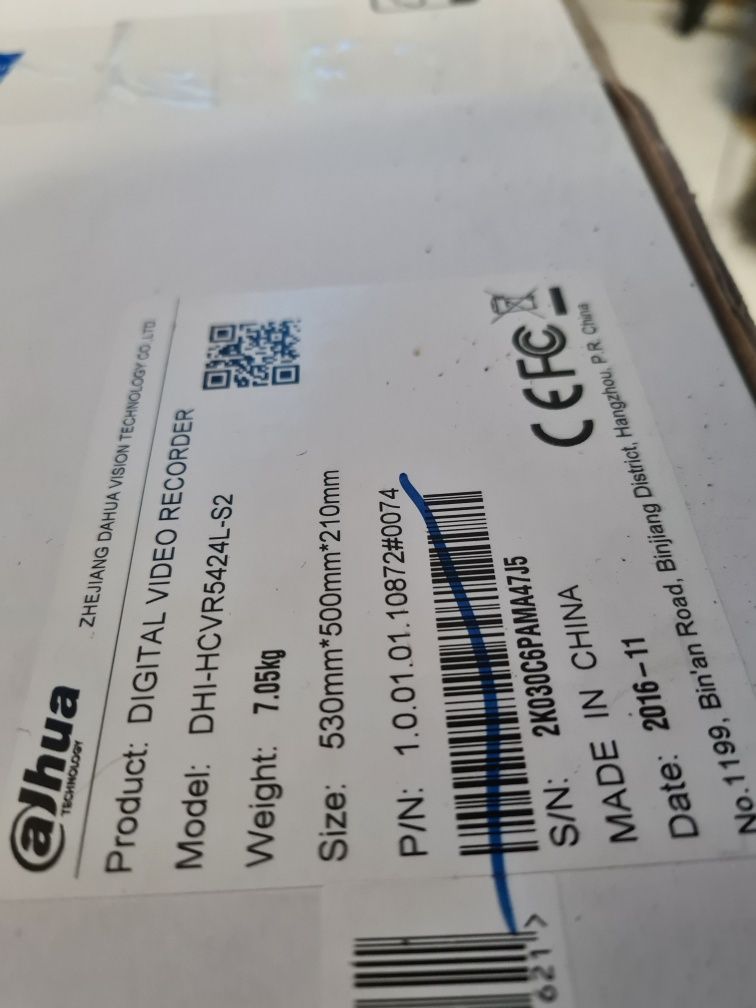 alhua
TECHNOLOGY
ZHEJIANG DAHUA VISION TECHNOLOGY CO.,LTD.
Product: DIGITAL VIDEO RECORDER
Model: DHI-HCVR5424L-S2
Weight: 7.05kg
Size: 530mm*500mm*210mm
P/N: 1.0.01.01.10872#0074
S/N: 2K030C6PAMA47J5
MADE IN CHINA
CE FC
Date: 2016-11
No.1199, Bin'an Road, Binjiang District, Hangzhou, P.R. China
621 >